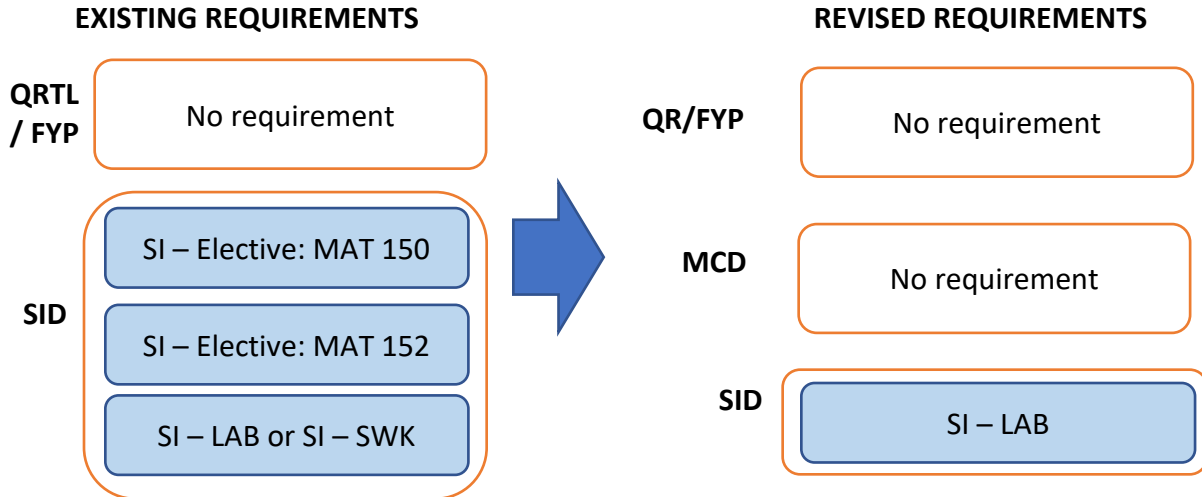 EXISTING REQUIREMENTS
QRTL
/ FYP
No requirement
SID
SI – Elective: MAT 150
SI – Elective: MAT 152
SI – LAB or SI – SWK
REVISED REQUIREMENTS
QR/FYP
No requirement
MCD
No requirement
SID
SI – LAB